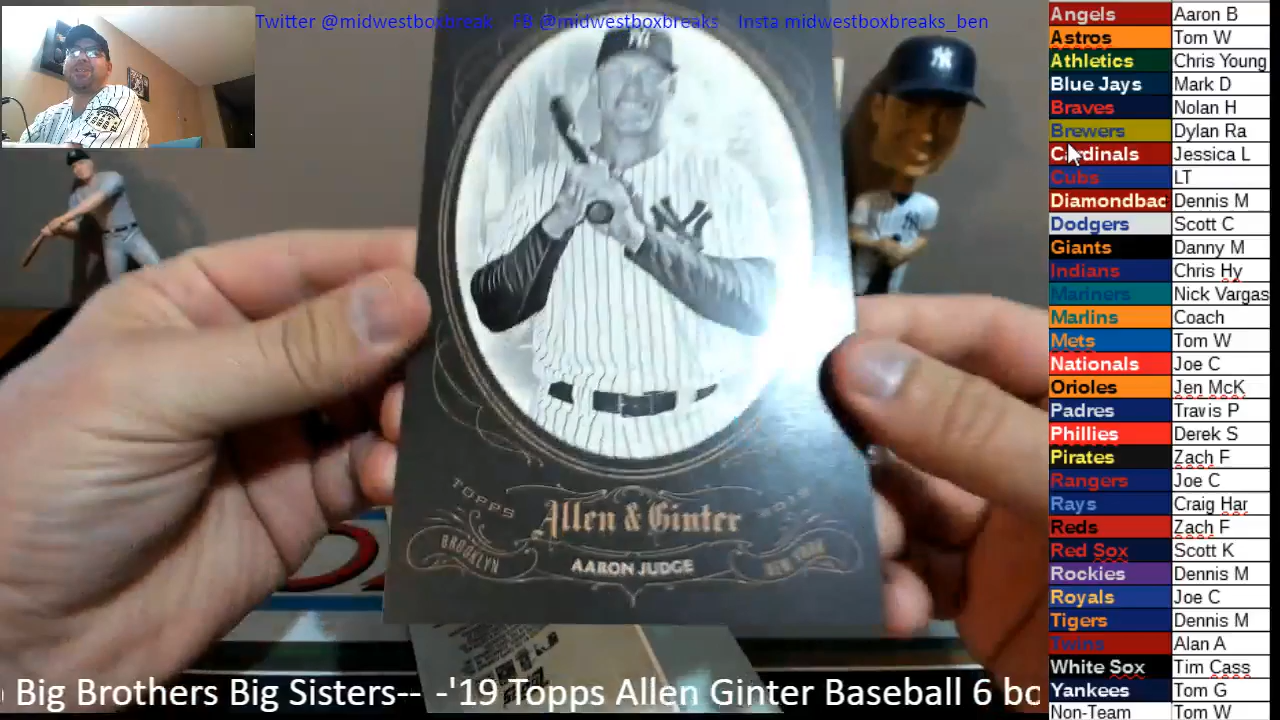 Twitter @midwestboxbreak FB @midwestboxbreaks Insta midwestboxbreaks_ben
TOPPS
Allen & Ginter
BROOKLYN
AARON JUDGE
NEW YORK
Big Brothers Big Sisters-- -'19 Topps Allen Ginter Baseball 6 bo
Angels Aaron B
Astros Tom W
Athletics Chris Young
Blue Jays Mark D
Braves Nolan H
Brewers Dylan Ra
Cardinals Jessica L
Cubs LT
Diamondbac Dennis M
Dodgers Scott C
Giants Danny M
Indians Chris Hy
Mariners Nick Vargas
Marlins Coach
Mets Tom W
Nationals Joe C
Orioles Jen McK
Padres Travis P
Phillies Derek S
Pirates Zach F
Rangers Joe C
Rays Craig Har
Reds Zach F
Red Sox Scott K
Rockies Dennis M
Royals Joe C
Tigers Dennis M
Twins Alan A
White Sox Tim Cass
Yankees Tom G
Non-Team Tom W